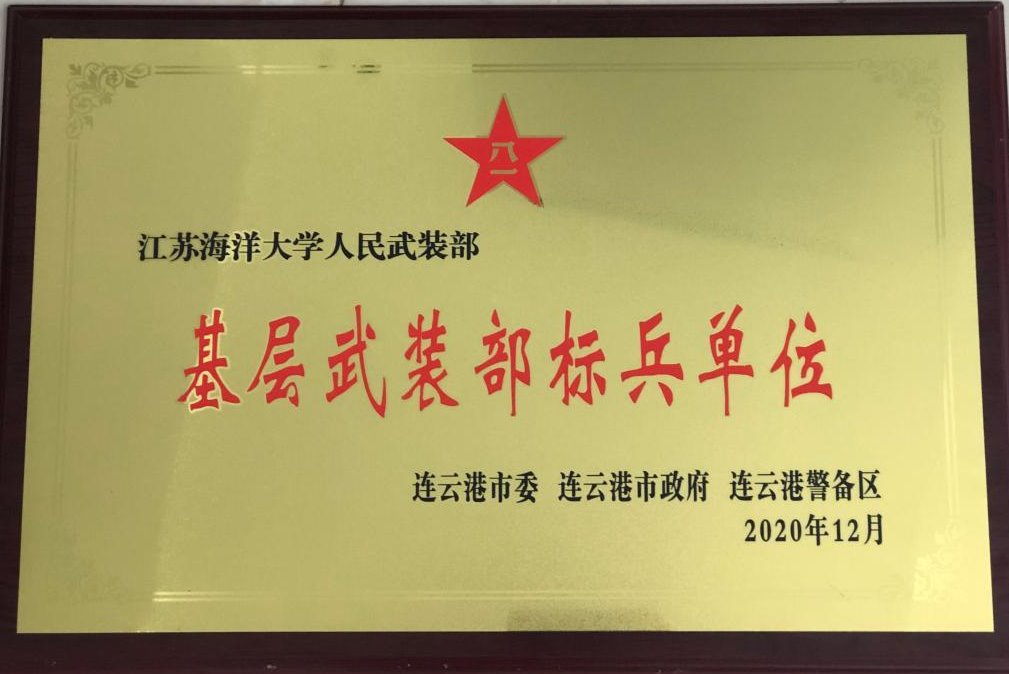 八一
江苏海洋大学人民武装部
基层武装部标兵单位
连云港市委 连云港市政府 连云港警备区
2020年12月